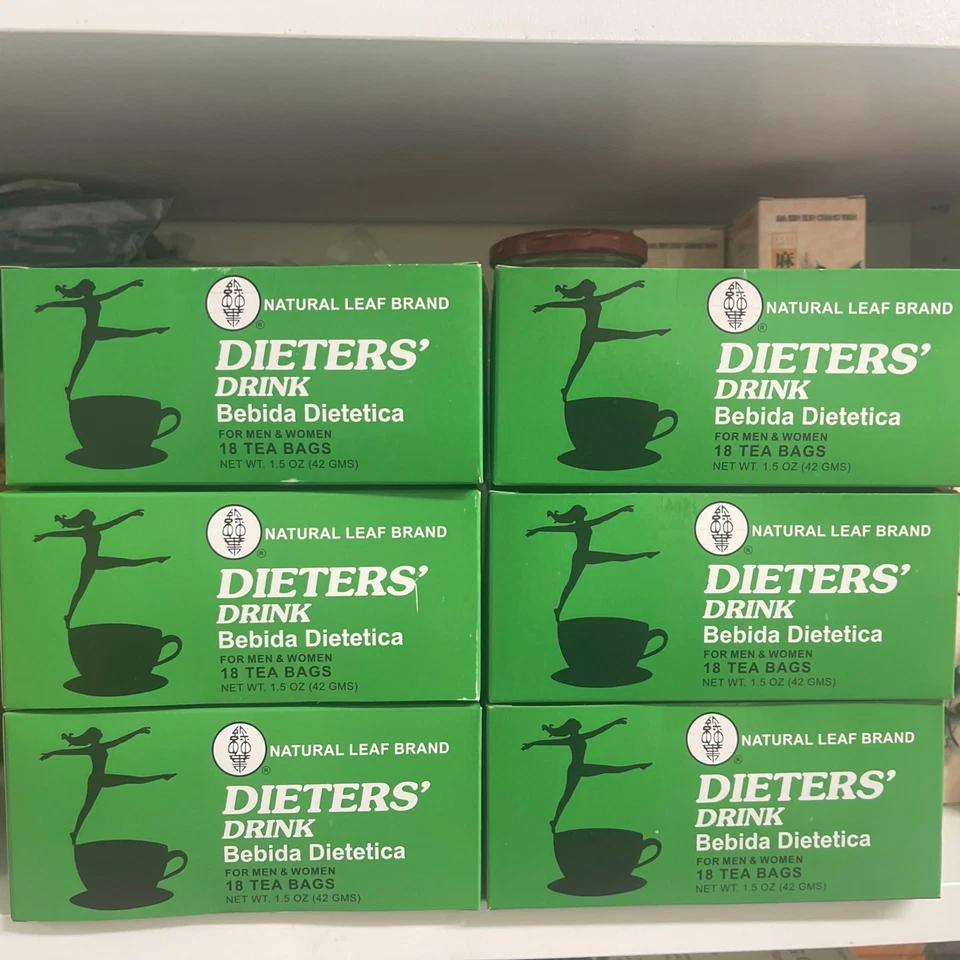 NATURAL LEAF BRAND
®
DIETERS'
DRINK
Bebida Dietetica
FOR MEN & WOMEN
18 TEA BAGS
NET WT. 1.5 OZ (42 GMS)
NATURAL LEAF BRAND
®
DIETERS'
DRINK
Bebida Dietetica
FOR MEN & WOMEN
18 TEA BAGS
NET WT. 1.5 OZ (42 GMS)
NATURAL LEAF BRAND
®
DIETERS'
DRINK
Bebida Dietetica
FOR MEN & WOMEN
18 TEA BAGS
NET WT. 1.5 OZ (42 GMS)
NATURAL LEAF BRAND
®
DIETERS'
DRINK
Bebida Dietetica
FOR MEN & WOMEN
18 TEA BAGS
NET WT. 1.5 OZ (42 GMS)
NATURAL LEAF BRAND
®
DIETERS'
DRINK
Bebida Dietetica
FOR MEN & WOMEN
18 TEA BAGS
NET WT. 1.5 OZ (42 GMS)
NATURAL LEAF BRAND
®
DIETERS'
DRINK
Bebida Dietetica
FOR MEN & WOMEN
18 TEA BAGS
NET WT. 1.5 OZ (42 GMS)
麻